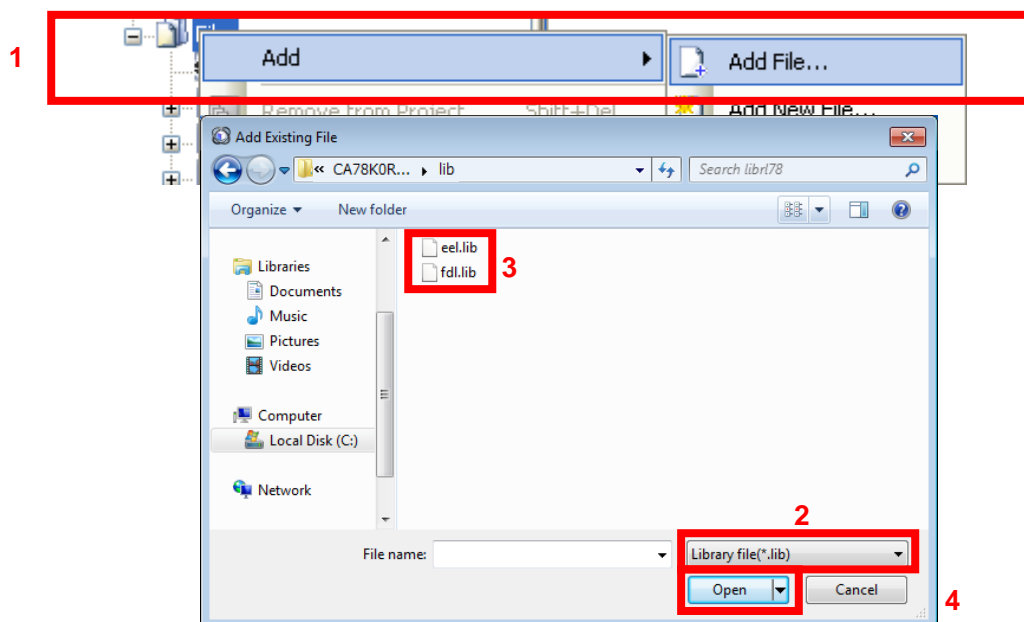 1
Add
Add File...
Remove from Project Shift+Del
Add New File...
Add Existing File
« CA78K0R... lib
Search librl78
Organize
New folder
Libraries
Documents
Music
Pictures
Videos
Computer
Local Disk (C:)
Network
eel.lib
fdl.lib
3
2
File name:
Library file(*.lib)
Open
Cancel
4